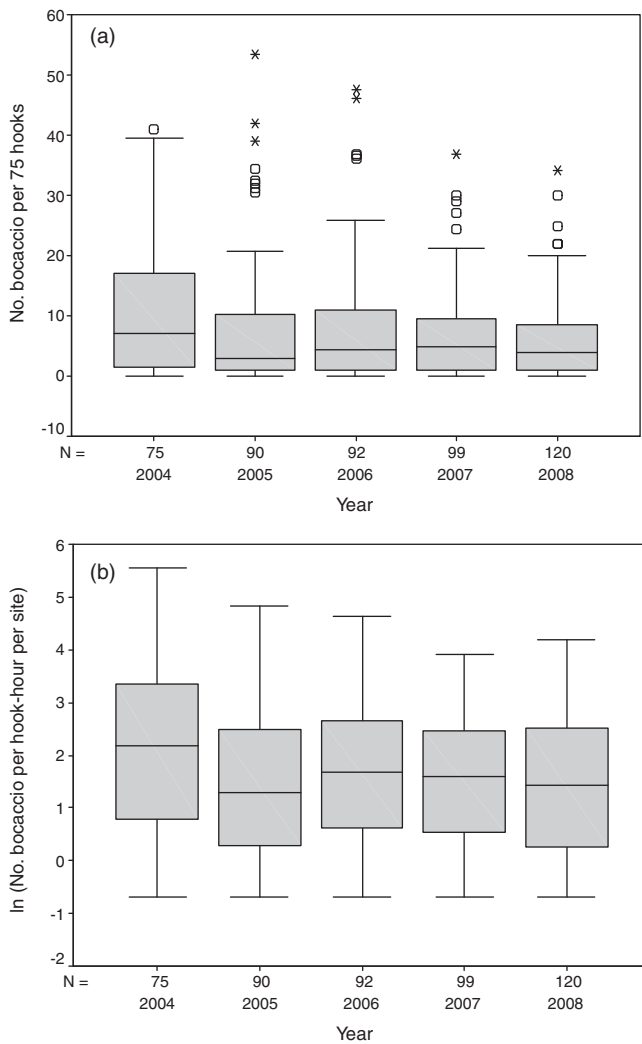 (a)
No. bocaccio per 75 hooks
60
50
40
30
20
10
0
-10
N = 75 90 92 99 120
2004 2005 2006 2007 2008
Year
(b)
ln (No. bocaccio per hook-hour per site)
6
5
4
3
2
1
0
-1
-2
N = 75 90 92 99 120
2004 2005 2006 2007 2008
Year